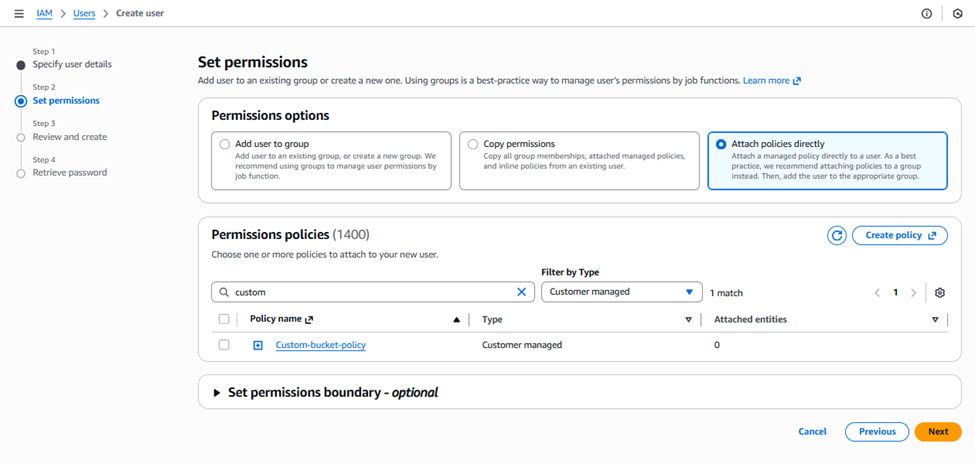 IAM > Users > Create user
Step 1
Specify user details
Step 2
Set permissions
Step 3
Review and create
Step 4
Retrieve password
Set permissions
Add user to an existing group or create a new one. Using groups is a best-practice way to manage user's permissions by job functions. Learn more
Permissions options
Add user to group
Add user to an existing group, or create a new group. We
recommend using groups to manage user permissions by
job function.
Copy permissions
Copy all group memberships, attached managed policies,
and inline policies from an existing user.
Attach policies directly
Attach a managed policy directly to a user. As a best
practice, we recommend attaching policies to a group
instead. Then, add the user to the appropriate group.
Permissions policies (1400)
Create policy
Choose one or more policies to attach to your new user.
Filter by Type
custom
Customer managed
1 match
1
Policy name
Type
Attached entities
Custom-bucket-policy
Customer managed
0
Set permissions boundary - optional
Cancel
Previous
Next